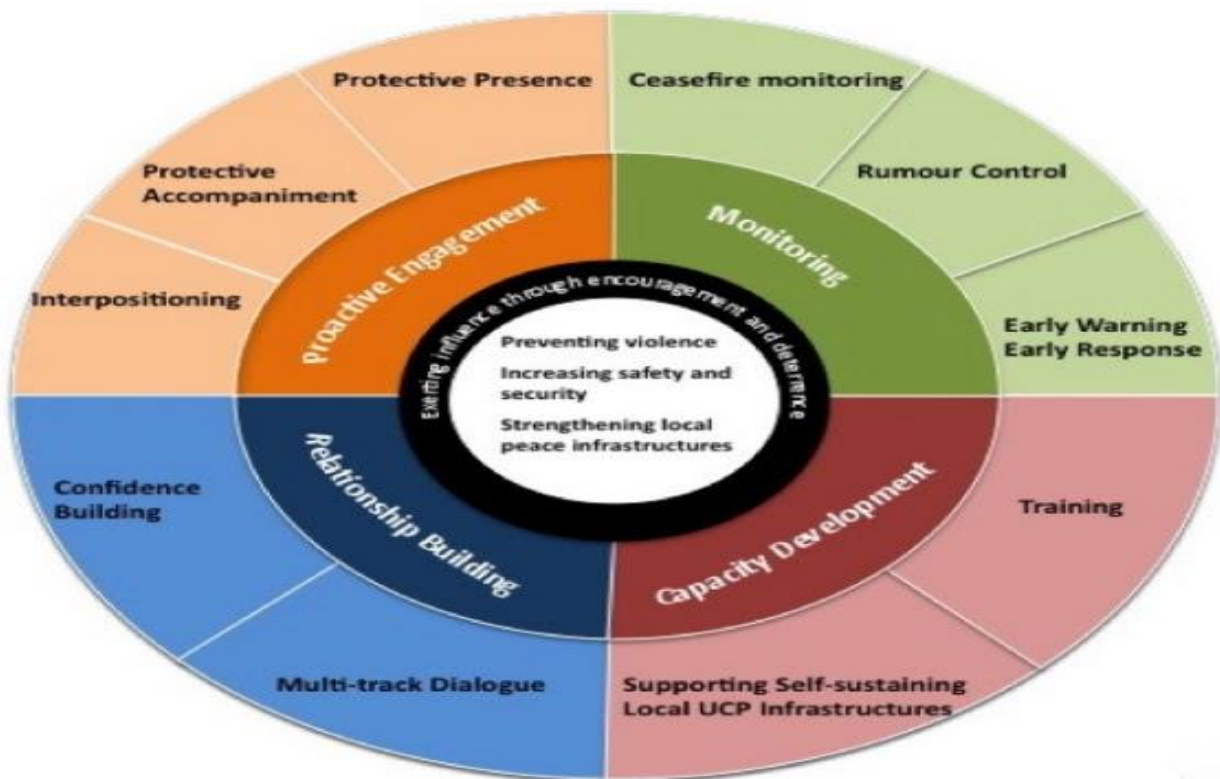 Protective Presence
Ceasefire monitoring
Protective
Accompaniment
Rumour Control
Interpositioning
Early Warning
Early Response
Proactive Engagement
Monitoring
Exerting influence through encouragement and deterrence
Preventing violence
Increasing safety and
security
Strengthening local
peace infrastructures
Relationship Building
Capacity Development
Confidence
Building
Training
Multi-track Dialogue
Supporting Self-sustaining
Local UCP Infrastructures